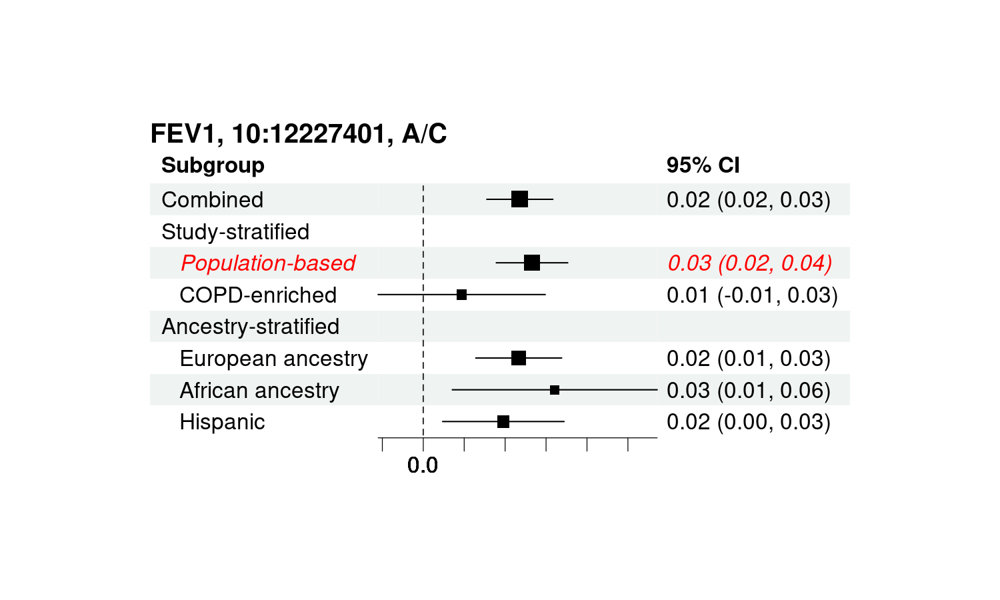 FEV1, 10:12227401, A/C
Subgroup 95% CI
Combined 0.02 (0.02, 0.03)
Study-stratified
Population-based 0.03 (0.02, 0.04)
COPD-enriched 0.01 (-0.01, 0.03)
Ancestry-stratified
European ancestry 0.02 (0.01, 0.03)
African ancestry 0.03 (0.01, 0.06)
Hispanic 0.02 (0.00, 0.03)
0.0